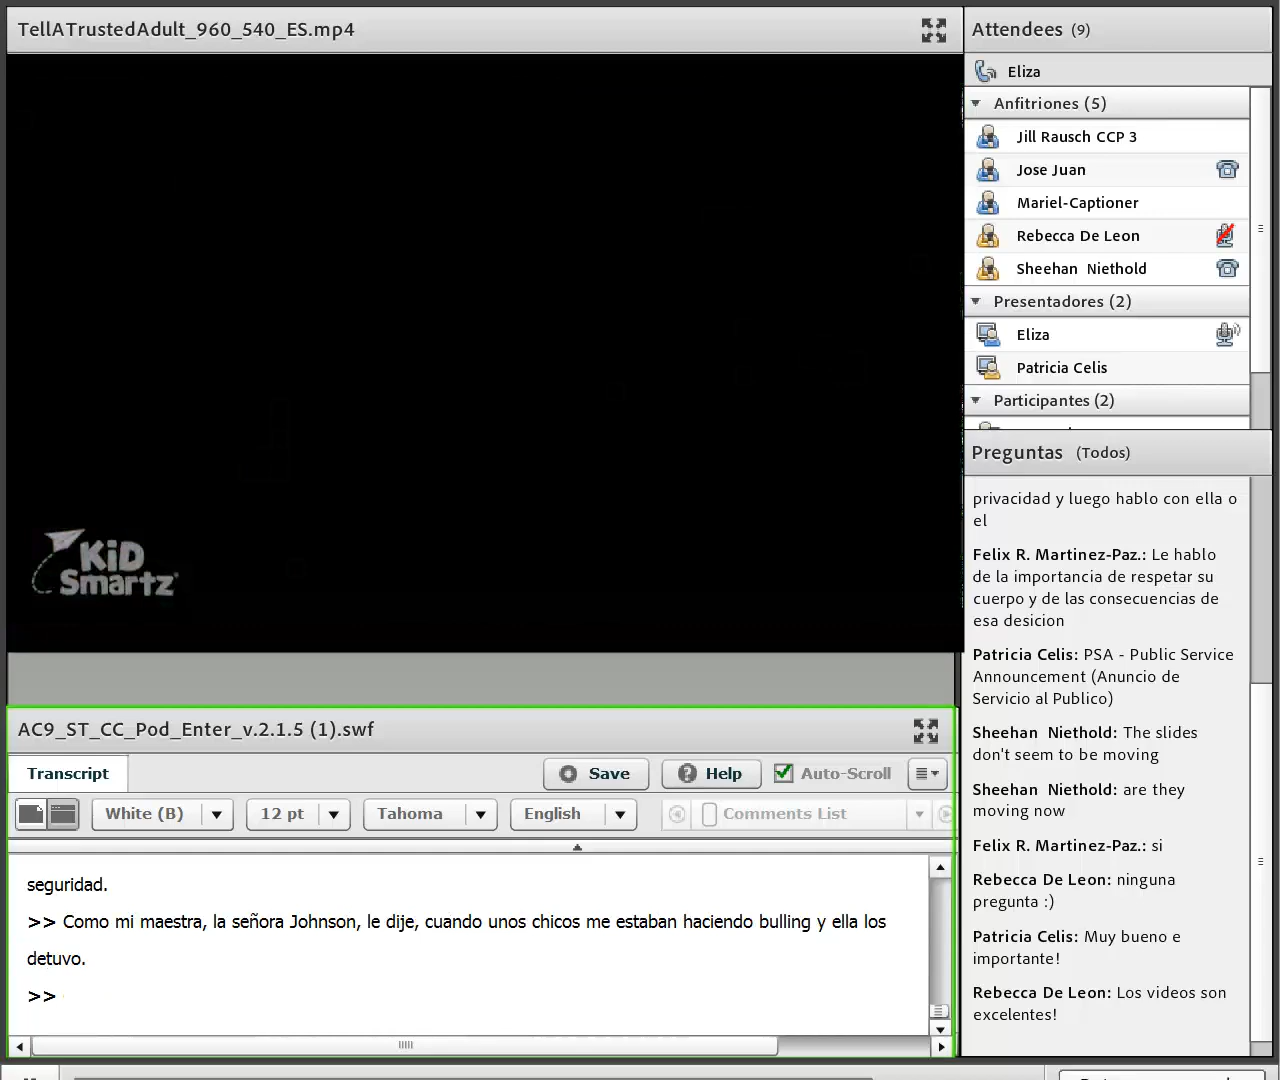 TellATrustedAdult_960_540_ES.mp4
KiD
Smartz
AC9_ST_CC_Pod_Enter_v.2.1.5 (1).swf
Transcript
Save
Help
Auto-Scroll
White (B)
12 pt
Tahoma
English
Comments List
seguridad.
>> Como mi maestra, la señora Johnson, le dije, cuando unos chicos me estaban haciendo bulling y ella los
detuvo.
>>
Attendees (9)
Eliza
Anfitriones (5)
Jill Rausch CCP 3
Jose Juan
Mariel-Captioner
Rebecca De Leon
Sheehan Niethold
Presentadores (2)
Eliza
Patricia Celis
Participantes (2)
Preguntas (Todos)
privacidad y luego hablo con ella o
el
Felix R. Martinez-Paz.: Le hablo
de la importancia de respetar su
cuerpo y de las consecuencias de
esa desicion
Patricia Celis: PSA - Public Service
Announcement (Anuncio de
Servicio al Publico)
Sheehan Niethold: The slides
don't seem to be moving
Sheehan Niethold: are they
moving now
Felix R. Martinez-Paz.: si
Rebecca De Leon: ninguna
pregunta :)
Patricia Celis: Muy bueno e
importante!
Rebecca De Leon: Los videos son
excelentes!